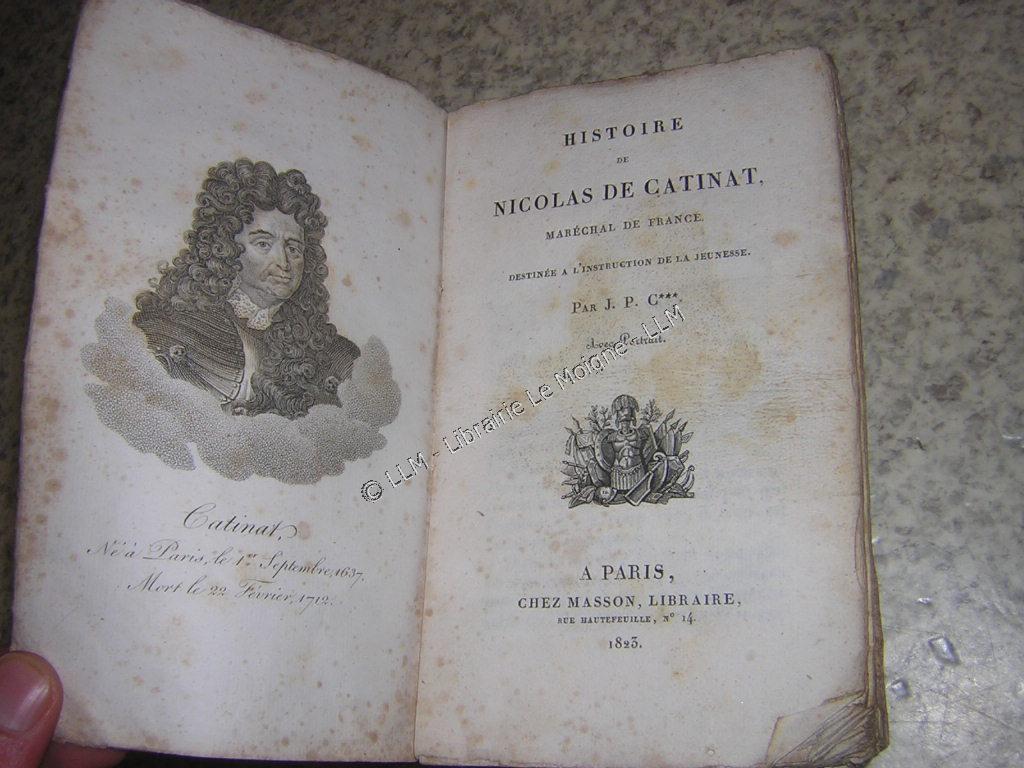 Catinat,
Né à Paris, le 1er Septembre, 1637.
Mort le 22 Février, 1712.
HISTOIRE
DE
NICOLAS DE CATINAT,
MARÉCHAL DE FRANCE.
DESTINÉE A L'INSTRUCTION DE LA JEUNESSE.
PAR J. P. C***.
Avec Portrait.
A PARIS,
CHEZ MASSON, LIBRAIRE,
RUE HAUTEFEUILLE, N° 14.
1823.
© LLM - Librairie Le Moigne - LLM